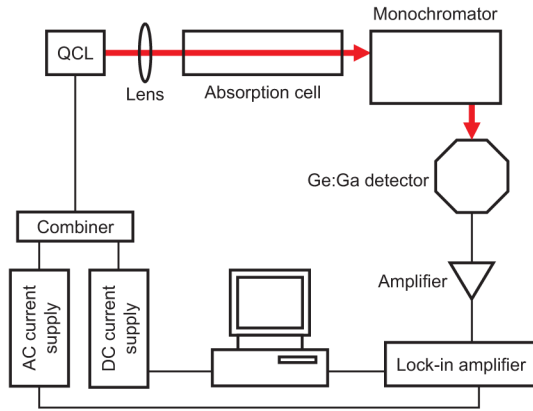 Monochromator
QCL
Lens
Absorption cell
Ge:Ga detector
Combiner
Amplifier
AC current
supply
DC current
supply
Lock-in amplifier